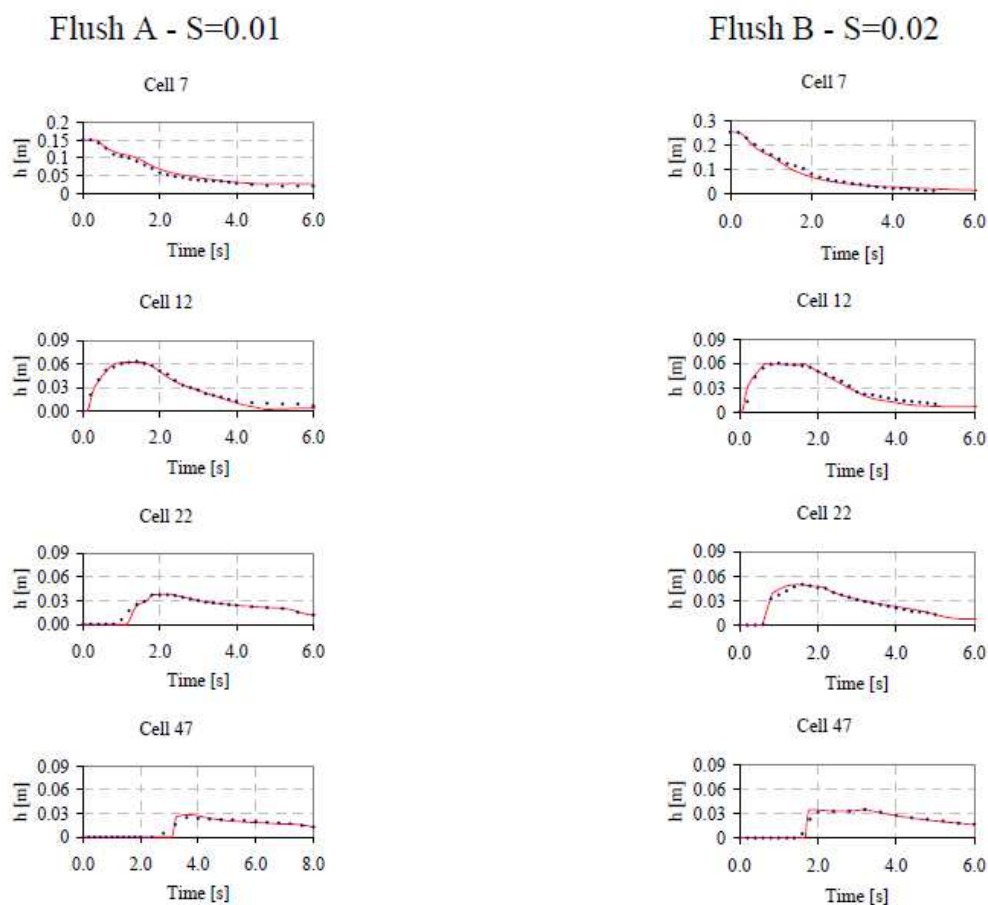 Flush A - S=0.01
Flush B - S=0.02
Cell 7
0.2
0.15
0.1
0.05
0
h [m]
0.0 2.0 4.0 6.0
Time [s]
Cell 7
0.3
0.2
0.1
0
h [m]
0.0 2.0 4.0 6.0
Time [s]
Cell 12
0.09
0.06
0.03
0.00
h [m]
0.0 2.0 4.0 6.0
Time [s]
Cell 12
0.09
0.06
0.03
0
h [m]
0.0 2.0 4.0 6.0
Time [s]
Cell 22
0.09
0.06
0.03
0.00
h [m]
0.0 2.0 4.0 6.0
Time [s]
Cell 22
0.09
0.06
0.03
0
h [m]
0.0 2.0 4.0 6.0
Time [s]
Cell 47
0.09
0.06
0.03
0
h [m]
0.0 2.0 4.0 6.0 8.0
Time [s]
Cell 47
0.09
0.06
0.03
0
h [m]
0.0 2.0 4.0 6.0
Time [s]